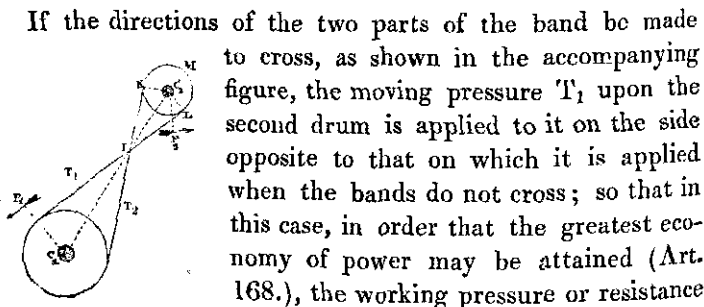 If the directions of the two parts of the band be made
to cross, as shown in the accompanying
figure, the moving pressure T₁ upon the
second drum is applied to it on the side
opposite to that on which it is applied
when the bands do not cross; so that in
this case, in order that the greatest eco-
nomy of power may be attained (Art.
168.), the working pressure or resistance
M
K
L
I
T₁
T₂